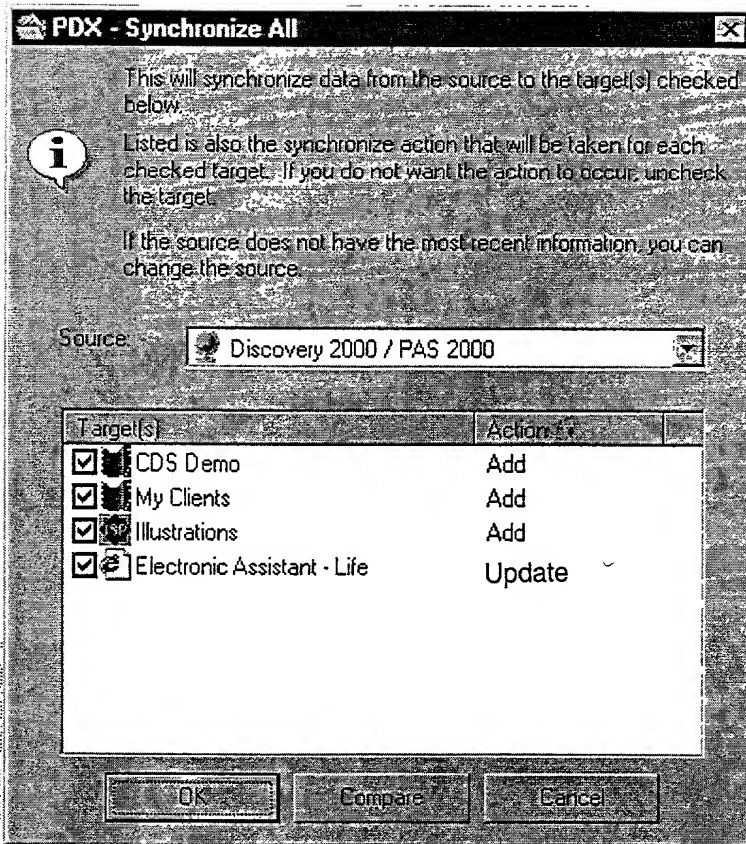 PDX - Synchronize All
This will synchronize data from the source to the target(s) checked
below.
Listed is also the synchronize action that will be taken for each
checked target. If you do not want the action to occur, uncheck
the target.
If the source does not have the most recent information, you can
change the source.
Source: Discovery 2000 / PAS 2000
Target(s) Action
CDS Demo Add
My Clients Add
ISP Illustrations Add
Electronic Assistant - Life Update
OK Compare Cancel